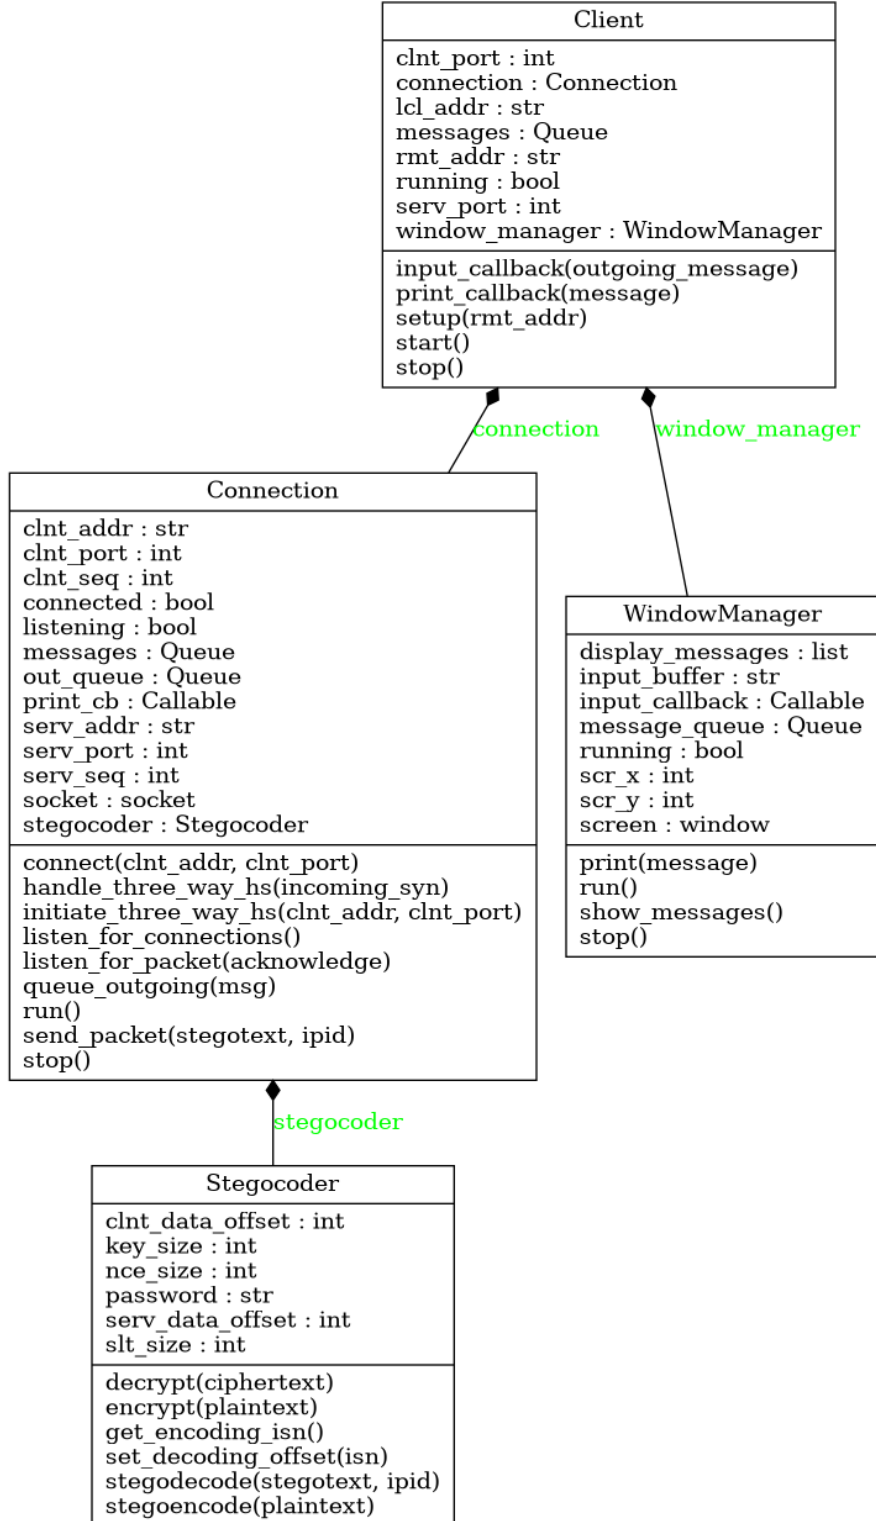 Client
clnt_port : int
connection : Connection
lcl_addr : str
messages : Queue
rmt_addr : str
running : bool
serv_port : int
window_manager : WindowManager
input_callback(outgoing_message)
print_callback(message)
setup(rmt_addr)
start()
stop()
connection
window_manager
Connection
clnt_addr : str
clnt_port : int
clnt_seq : int
connected : bool
listening : bool
messages : Queue
out_queue : Queue
print_cb : Callable
serv_addr : str
serv_port : int
serv_seq : int
socket : socket
stegocoder : Stegocoder
connect(clnt_addr, clnt_port)
handle_three_way_hs(incoming_syn)
initiate_three_way_hs(clnt_addr, clnt_port)
listen_for_connections()
listen_for_packet(acknowledge)
queue_outgoing(msg)
run()
send_packet(stegotext, ipid)
stop()
WindowManager
display_messages : list
input_buffer : str
input_callback : Callable
message_queue : Queue
running : bool
scr_x : int
scr_y : int
screen : window
print(message)
run()
show_messages()
stop()
stegocoder
Stegocoder
clnt_data_offset : int
key_size : int
nce_size : int
password : str
serv_data_offset : int
slt_size : int
decrypt(ciphertext)
encrypt(plaintext)
get_encoding_isn()
set_decoding_offset(isn)
stegodecode(stegotext, ipid)
stegoencode(plaintext)